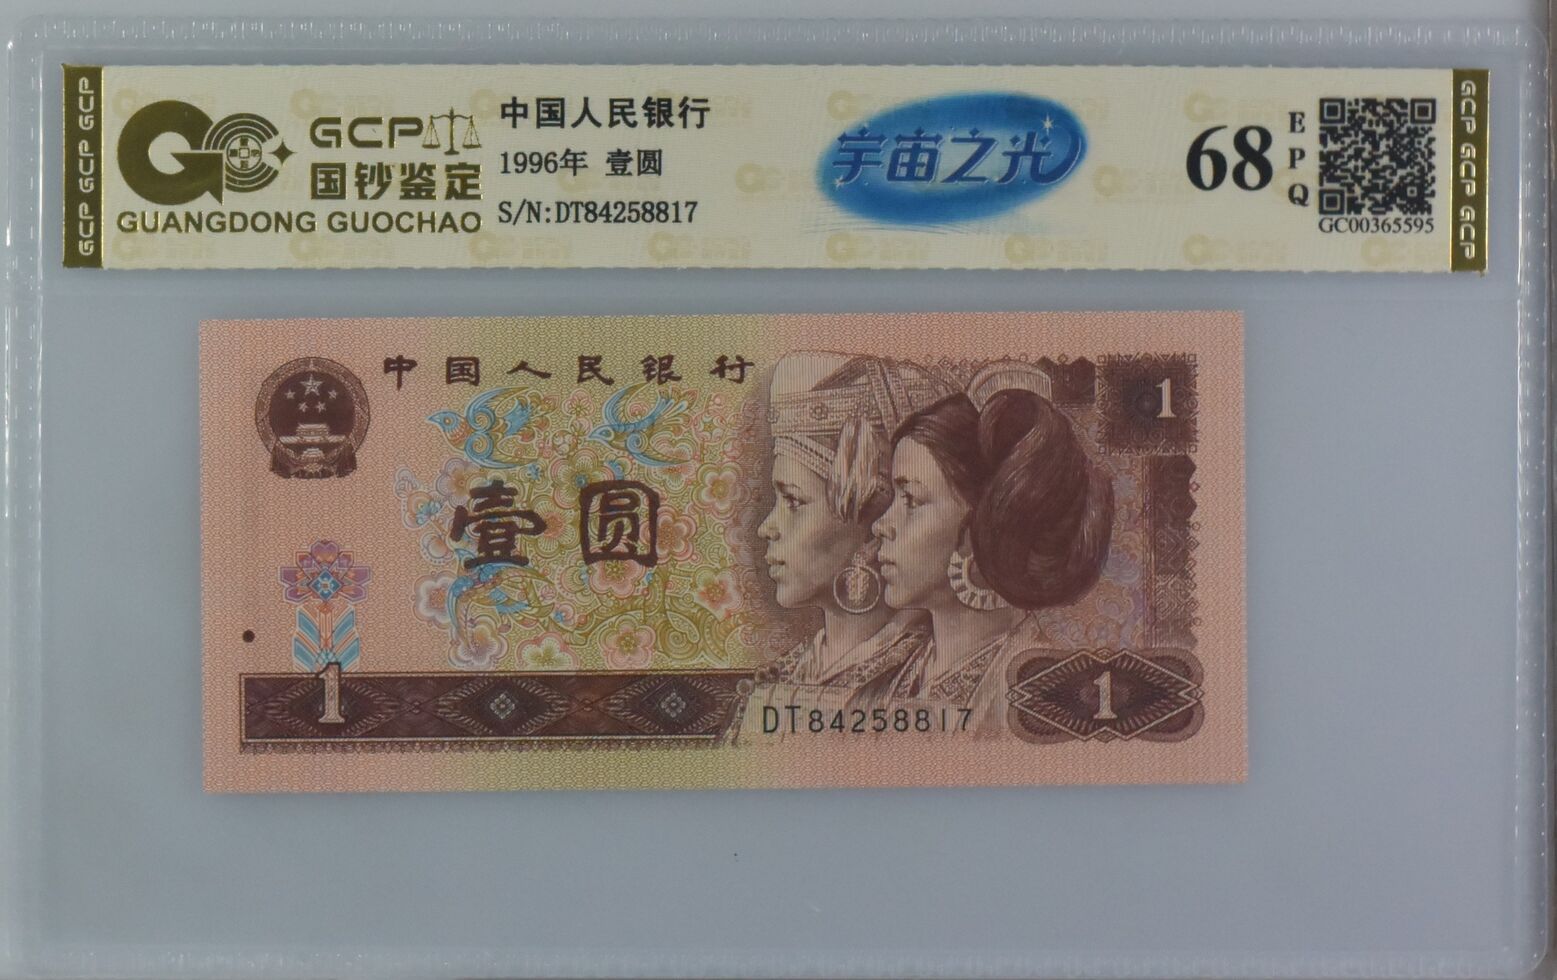 GCP GCP GCP
GCP
国钞鉴定
GUANGDONG GUOCHAO
中国人民银行
1996年 壹圆
S/N:DT84258817
宇宙之光
68
EPQ
GC00365595
GCP GCP GCP
中国人民银行
1
壹圆
1
DT84258817
1